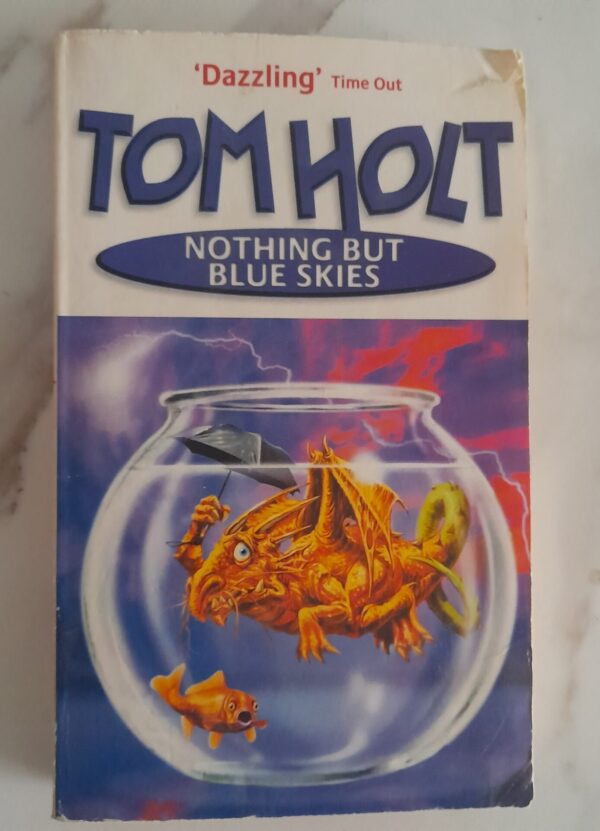 'Dazzling' Time Out
TOM HOLT
NOTHING BUT
BLUE SKIES